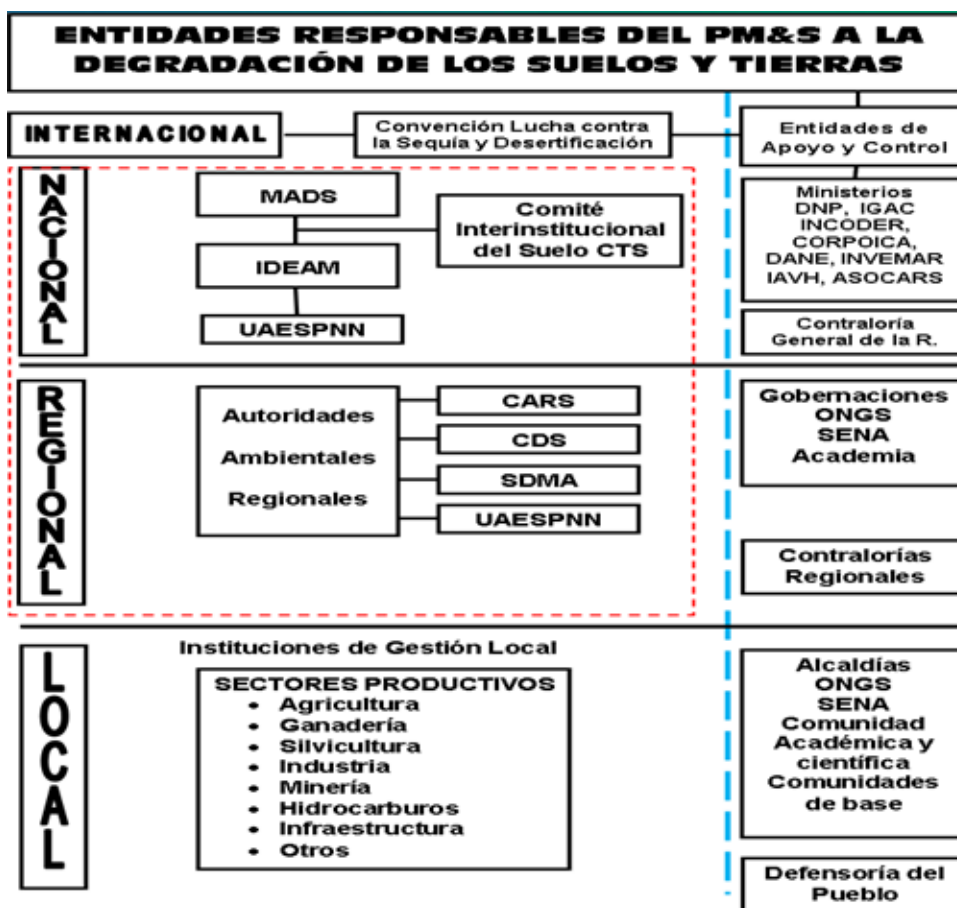 ENTIDADES RESPONSABLES DEL PM&S A LA
DEGRADACIÓN DE LOS SUELOS Y TIERRAS
INTERNACIONAL
Convención Lucha contra
la Sequía y Desertificación
Entidades de
Apoyo y Control
NACIONAL
MADS
IDEAM
UAESPNN
Comité
Interinstitucional
del Suelo CTS
Ministerios
DNP, IGAC
INCODER,
CORPOICA,
DANE, INVEMAR
IAVH, ASOCARS
Contraloría
General de la R.
REGIONAL
Autoridades
Ambientales
Regionales
CARS
CDS
SDMA
UAESPNN
Gobernaciones
ONGS
SENA
Academia
Contralorías
Regionales
LOCAL
Instituciones de Gestión Local
SECTORES PRODUCTIVOS
• Agricultura
• Ganadería
• Silvicultura
• Industria
• Minería
• Hidrocarburos
• Infraestructura
• Otros
Alcaldías
ONGS
SENA
Comunidad
Académica y
científica
Comunidades
de base
Defensoría del
Pueblo